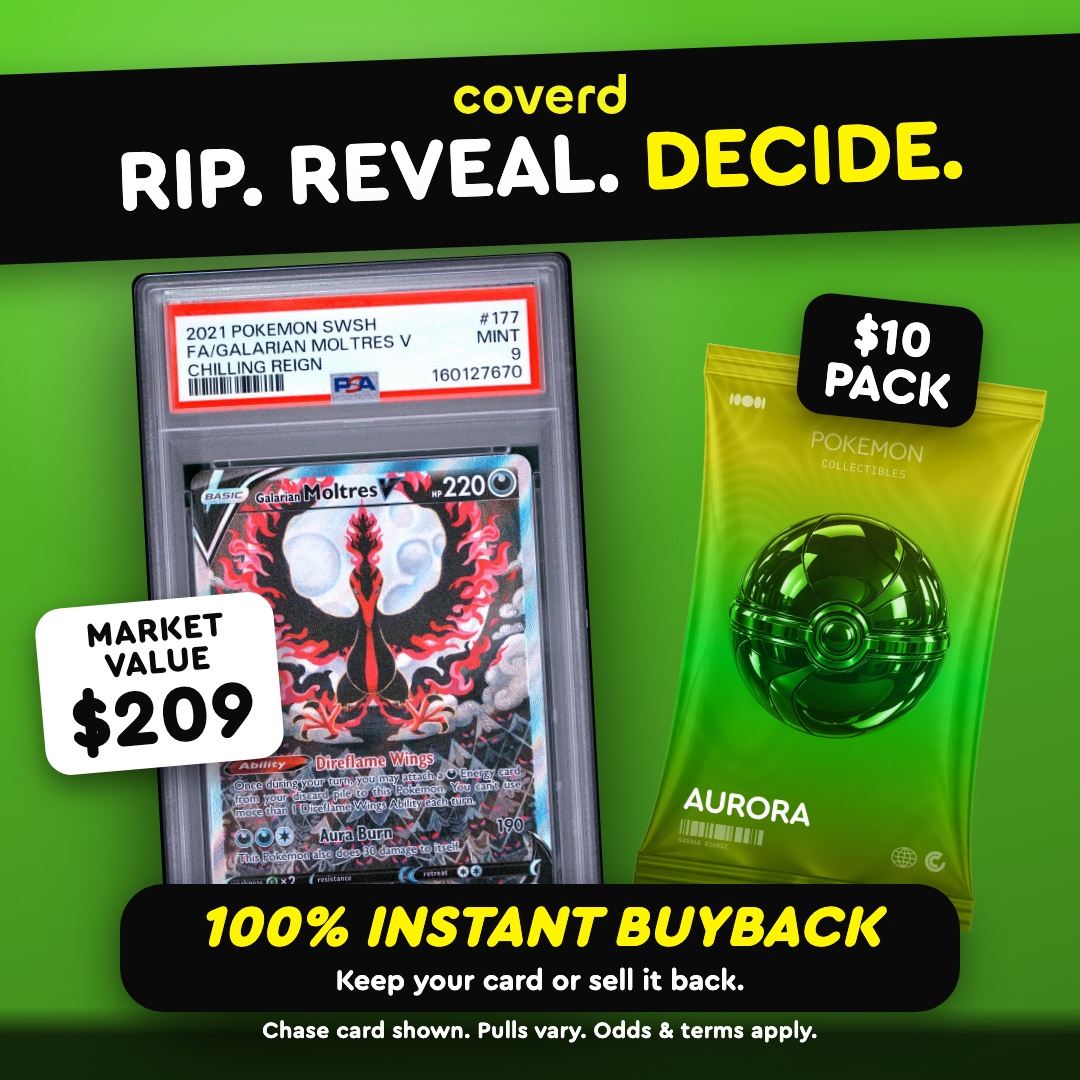 coverd
RIP. REVEAL. DECIDE.
2021 POKEMON SWSH #177
FA/GALARIAN MOLTRES V MINT
CHILLING REIGN 9
PSA 160127670
$10
PACK
POKEMON
COLLECTIBLES
BASIC Galarian Moltres V HP 220
MARKET
VALUE
$209
Ability Direflame Wings
Once during your turn, you may attach a Energy card
from your discard pile to this Pokémon. You can't use
more than 1 Direflame Wings Ability each turn.
Aura Burn 190
This Pokémon also does 30 damage to itself.
weakness ×2 resistance retreat
AURORA
100% INSTANT BUYBACK
Keep your card or sell it back.
Chase card shown. Pulls vary. Odds & terms apply.